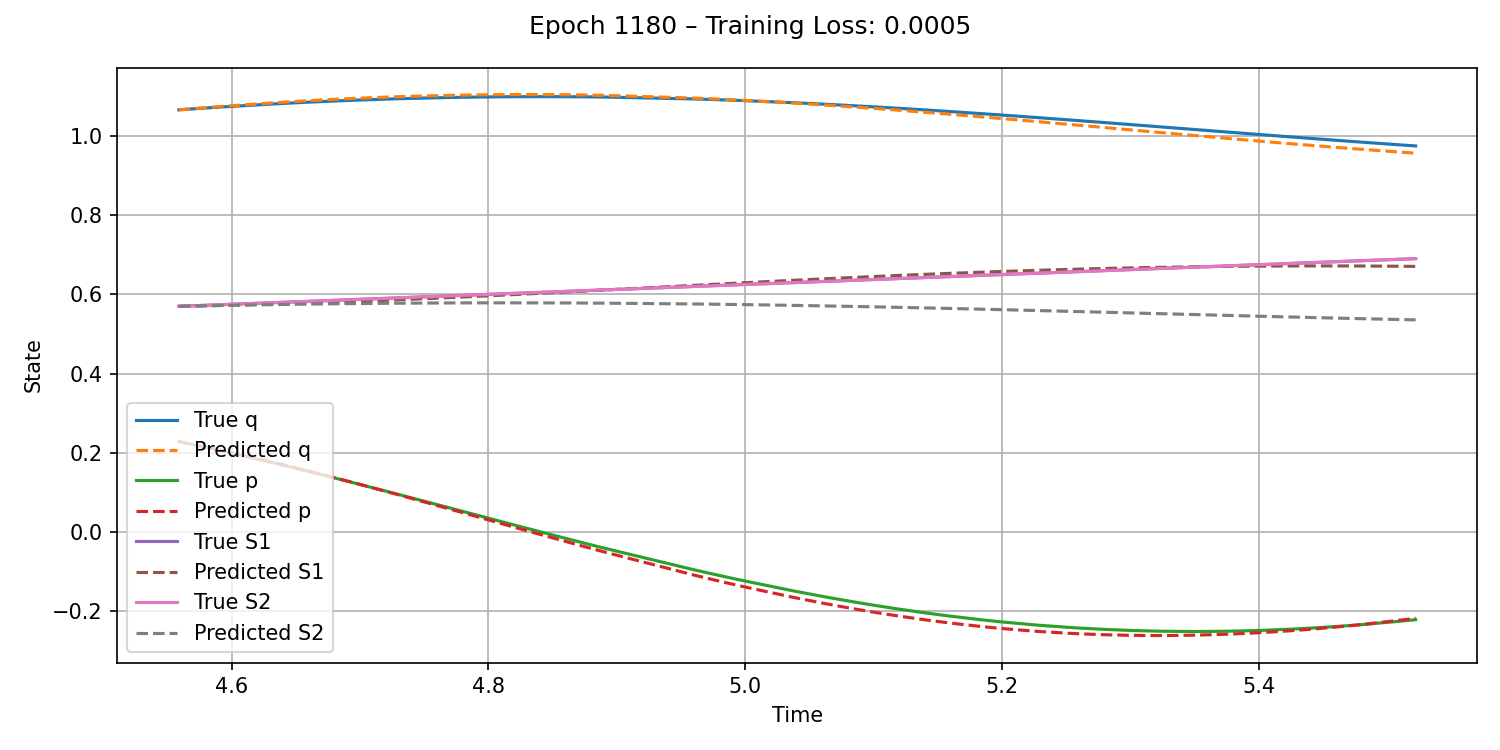 Epoch 1180 – Training Loss: 0.0005
1.0
0.8
0.6
0.4
0.2
0.0
−0.2
State
True q
Predicted q
True p
Predicted p
True S1
Predicted S1
True S2
Predicted S2
4.6 4.8 5.0 5.2 5.4
Time